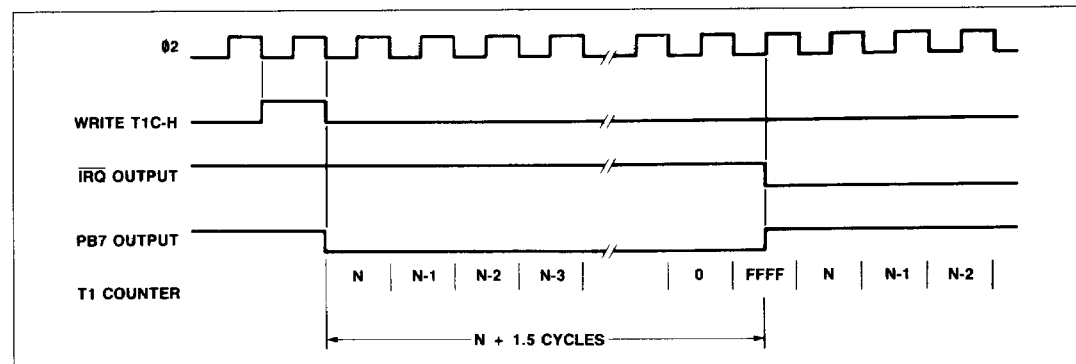 Ø2
WRITE T1C-H
IRQ OUTPUT
PB7 OUTPUT
N N-1 N-2 N-3 0 FFFF N N-1 N-2
T1 COUNTER
N + 1.5 CYCLES